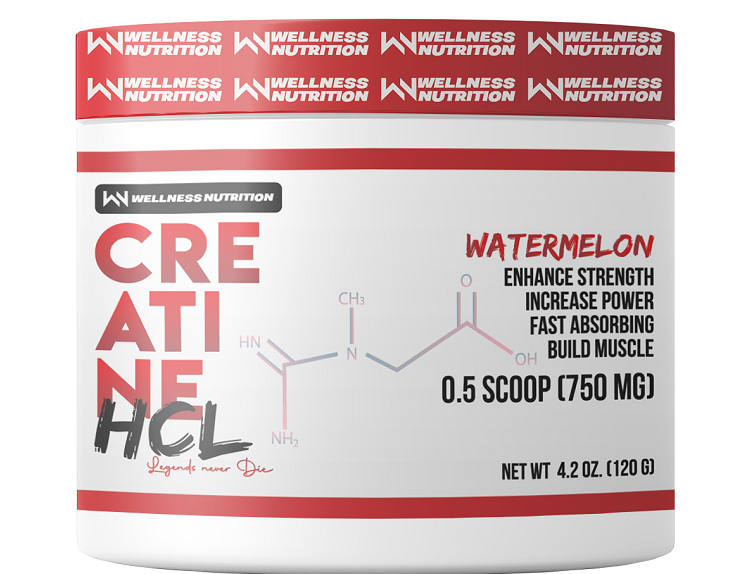 WELLNESS NUTRITION WELLNESS NUTRITION WELLNESS NUTRITION WELLNESS NUTRITION
WELLNESS NUTRITION WELLNESS NUTRITION WELLNESS NUTRITION WELLNESS NUTRITION
WELLNESS NUTRITION
CRE
ATI
NE
HCL
Legends never Die
HN
NH₂
CH₃
N
O
OH
WATERMELON
ENHANCE STRENGTH
INCREASE POWER
FAST ABSORBING
BUILD MUSCLE
0.5 SCOOP (750 MG)
NET WT 4.2 OZ. (120 G)